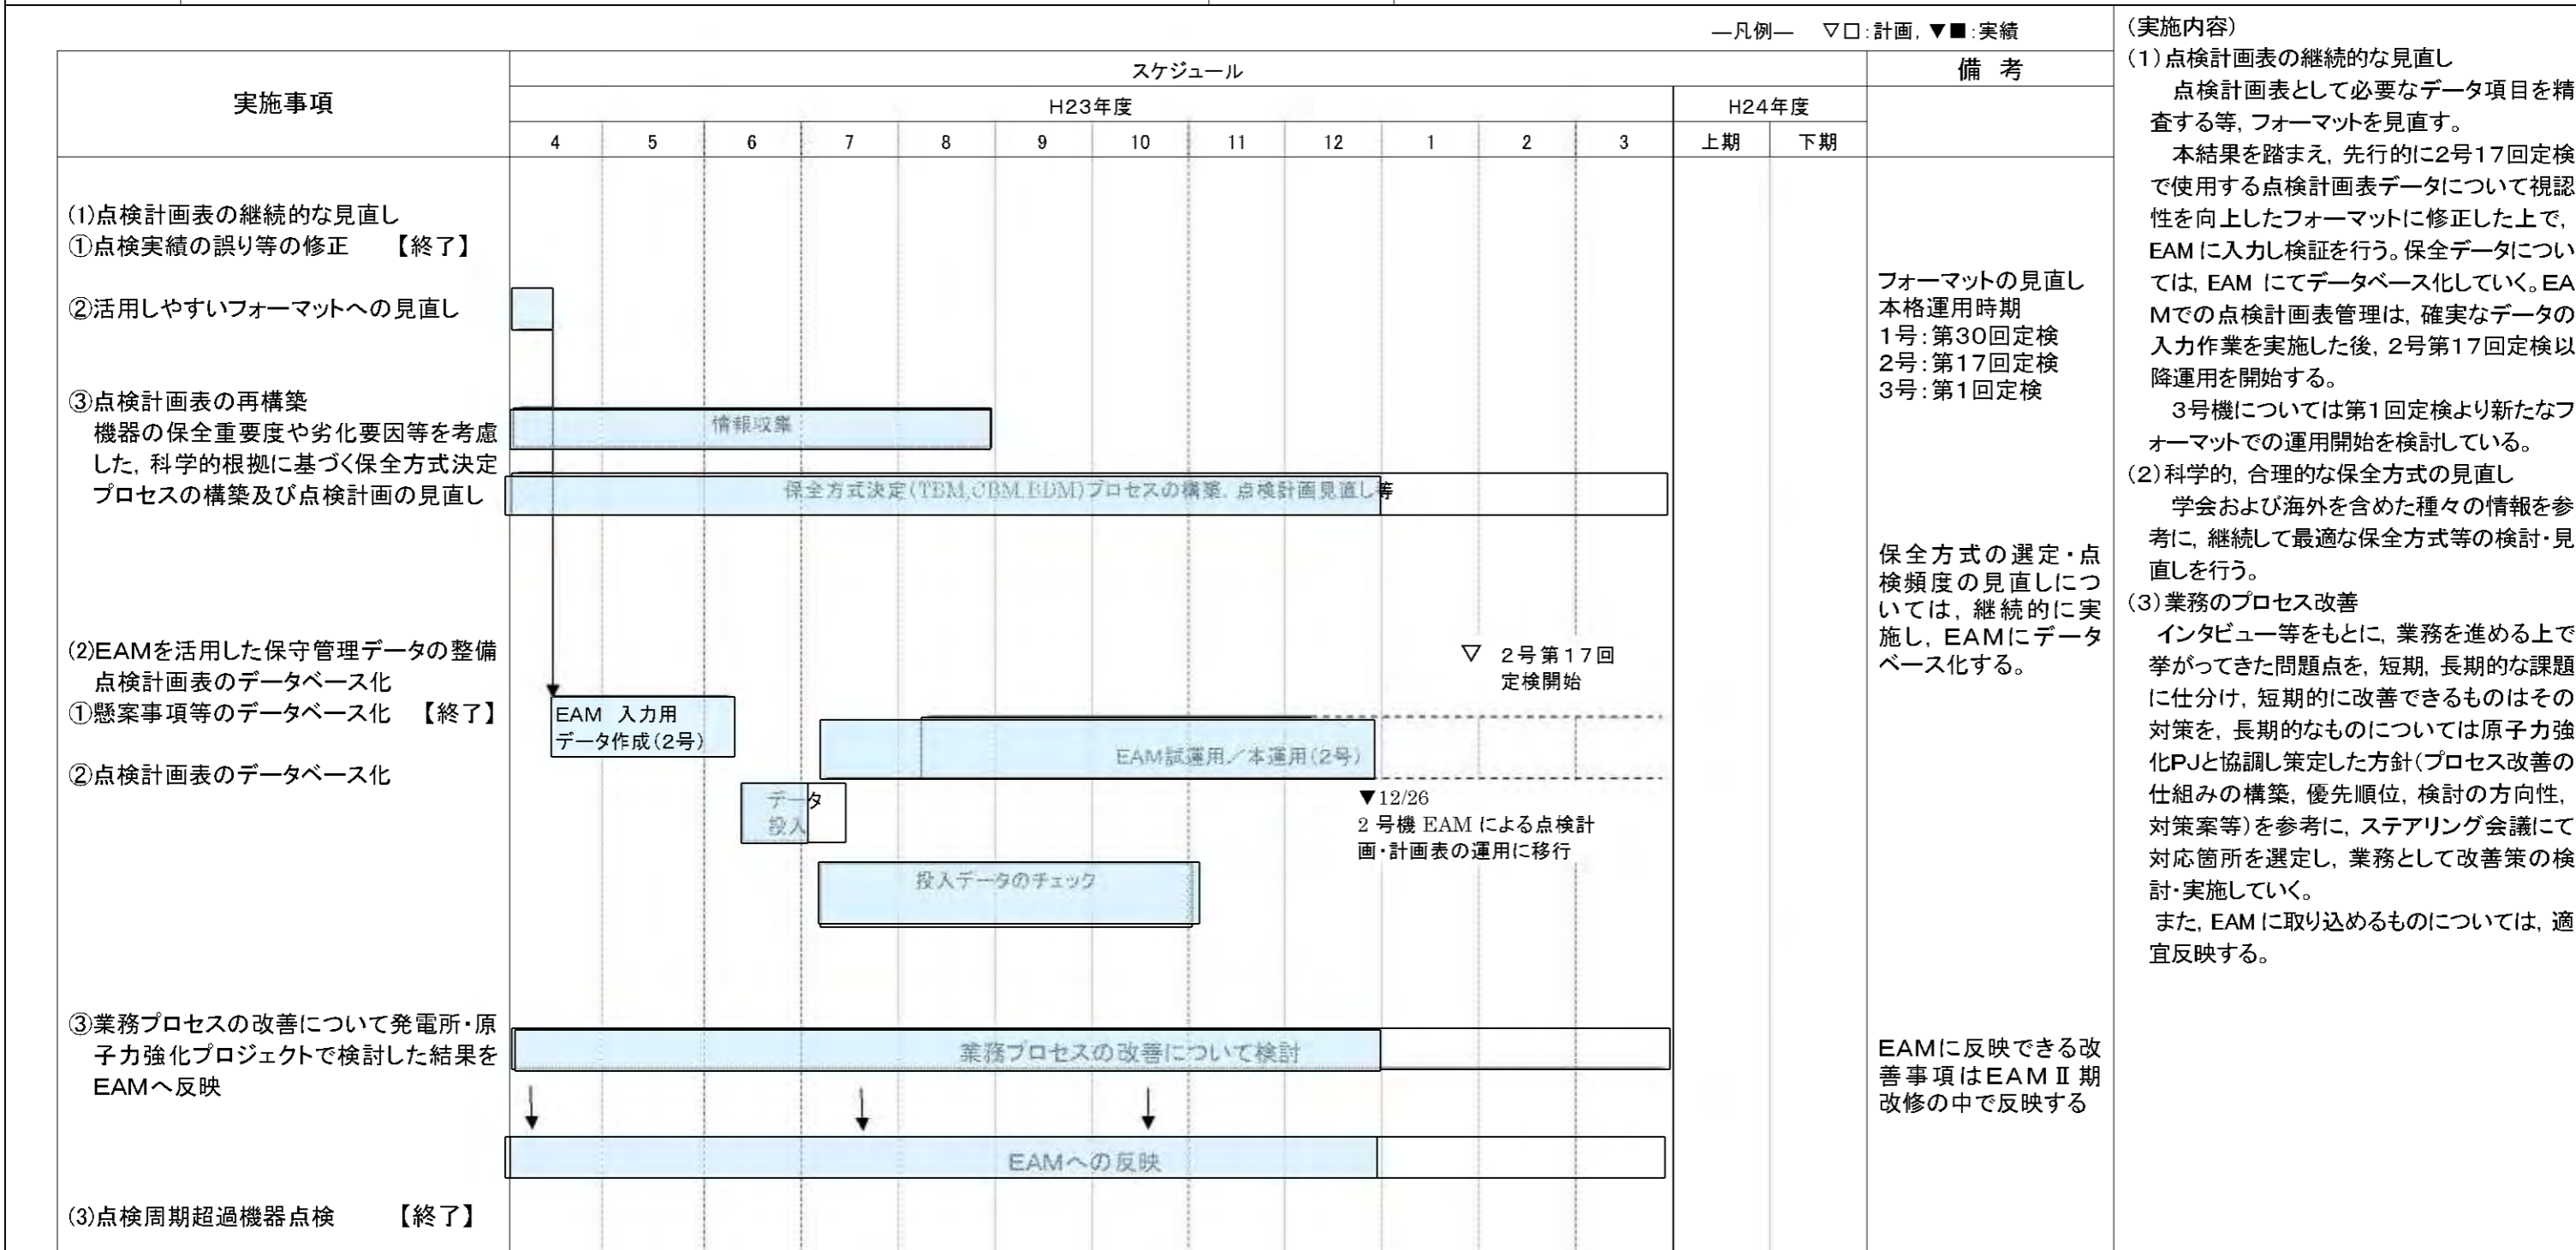 ―凡例― ▽□:計画，▼■:実績
実施事項
スケジュール
備 考
H23年度
H24年度
4 5 6 7 8 9 10 11 12 1 2 3 上期 下期
(1)点検計画表の継続的な見直し
①点検実績の誤り等の修正 【終了】
②活用しやすいフォーマットへの見直し
③点検計画表の再構築
機器の保全重要度や劣化要因等を考慮
した，科学的根拠に基づく保全方式決定
プロセスの構築及び点検計画の見直し
情報収集
保全方式決定(TBM,CBM,BDM)プロセスの構築，点検計画見直し等
フォーマットの見直し
本格運用時期
1号:第30回定検
2号:第17回定検
3号:第1回定検
(2)EAMを活用した保守管理データの整備
点検計画表のデータベース化
①懸案事項等のデータベース化 【終了】
②点検計画表のデータベース化
▽ 2号第17回
定検開始
EAM 入力用
データ作成(2号)
EAM試運用／本運用(2号)
データ
投入
▼12/26
2 号機 EAM による点検計
画・計画表の運用に移行
投入データのチェック
保全方式の選定・点
検頻度の見直しにつ
いては，継続的に実
施し，EAMにデータ
ベース化する。
③業務プロセスの改善について発電所・原
子力強化プロジェクトで検討した結果を
EAMへ反映
業務プロセスの改善について検討
EAMへの反映
EAMに反映できる改
善事項はEAMⅡ期
改修の中で反映する
(3)点検周期超過機器点検 【終了】
(実施内容)
(1)点検計画表の継続的な見直し
点検計画表として必要なデータ項目を精
査する等，フォーマットを見直す。
本結果を踏まえ，先行的に2号17回定検
で使用する点検計画表データについて視認
性を向上したフォーマットに修正した上で，
EAM に入力し検証を行う。保全データについ
ては，EAM にてデータベース化していく。EA
Mでの点検計画表管理は，確実なデータの
入力作業を実施した後，2号第17回定検以
降運用を開始する。
3号機については第1回定検より新たなフ
ォーマットでの運用開始を検討している。
(2)科学的，合理的な保全方式の見直し
学会および海外を含めた種々の情報を参
考に，継続して最適な保全方式等の検討・見
直しを行う。
(3)業務のプロセス改善
インタビュー等をもとに，業務を進める上で
挙がってきた問題点を，短期，長期的な課題
に仕分け，短期的に改善できるものはその
対策を，長期的なものについては原子力強
化PJと協調し策定した方針(プロセス改善の
仕組みの構築，優先順位，検討の方向性，
対策案等)を参考に，ステアリング会議にて
対応箇所を選定し，業務として改善策の検
討・実施していく。
また，EAM に取り込めるものについては，適
宜反映する。